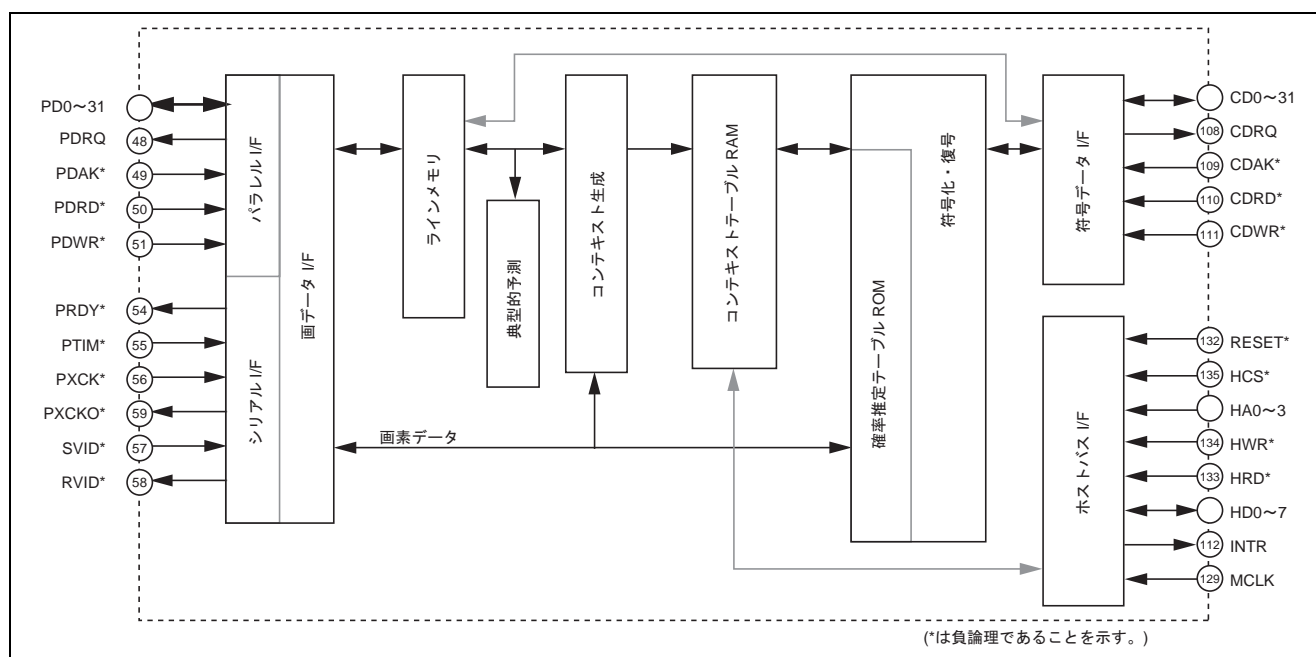 PD0～31
PDRQ
48
PDAK*
49
PDRD*
50
PDWR*
51
PRDY*
54
PTIM*
55
PXCK*
56
PXCKO*
59
SVID*
57
RVID*
58
パラレル I/F
シリアル I/F
画データ I/F
ラインメモリ
典型的予測
コンテキスト生成
コンテキストテーブル RAM
確率推定テーブル ROM
符号化・復号
画素データ
符号データ I/F
ホストバス I/F
CD0～31
108 CDRQ
109 CDAK*
110 CDRD*
111 CDWR*
132 RESET*
135 HCS*
HA0～3
134 HWR*
133 HRD*
HD0～7
112 INTR
129 MCLK
(*は負論理であることを示す。)